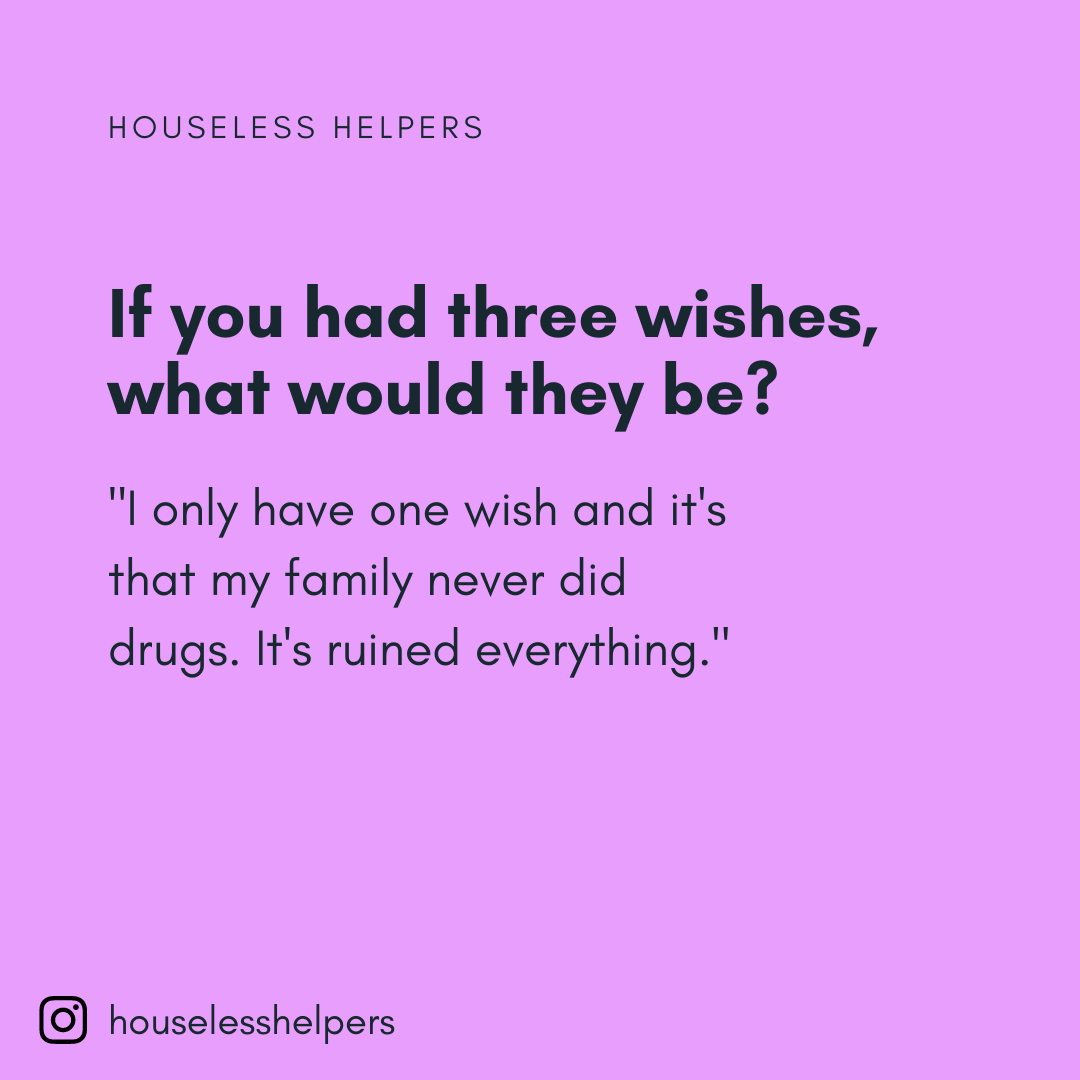 HOUSELESS HELPERS
If you had three wishes,
what would they be?
"I only have one wish and it's
that my family never did
drugs. It's ruined everything."
houselesshelpers